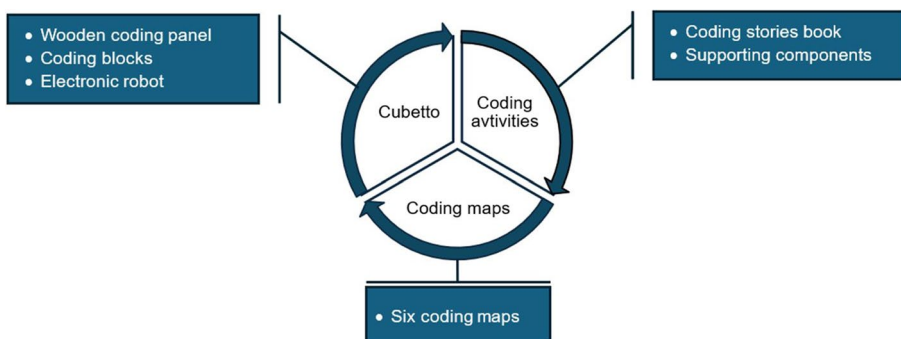 • Wooden coding panel
• Coding blocks
• Electronic robot
• Coding stories book
• Supporting components
Cubetto
Coding
avtivities
Coding maps
• Six coding maps